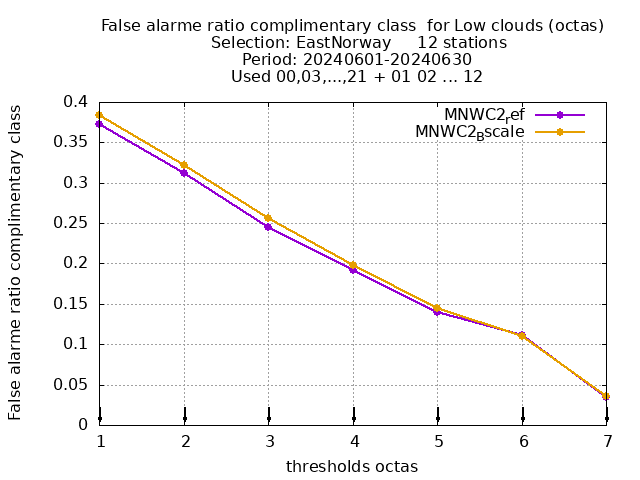 False alarme ratio complimentary class  for Low clouds (octas)
Selection: EastNorway     12 stations
Period: 20240601-20240630
Used 00,03,...,21 + 01 02 ... 12
False alarme ratio complimentary class
0.4
0.35
0.3
0.25
0.2
0.15
0.1
0.05
0
MNWC2ref
MNWC2Bscale
1 2 3 4 5 6 7
thresholds octas